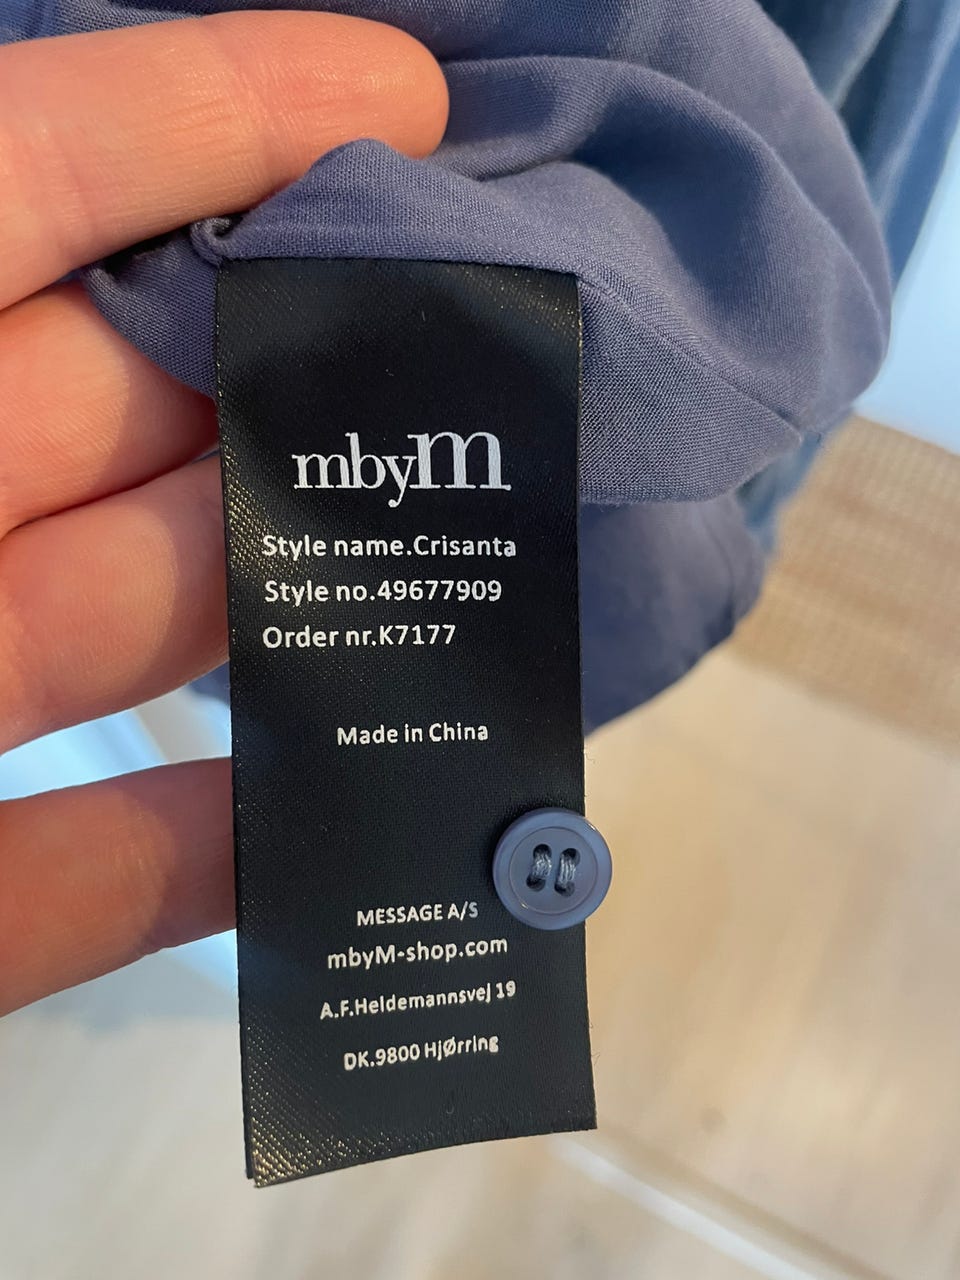 mbyM
Style name.Crisanta
Style no.49677909
Order nr.K7177
Made in China
MESSAGE A/S
mbyM-shop.com
A.F.Heldemannsvej 19
DK.9800 HjØrring